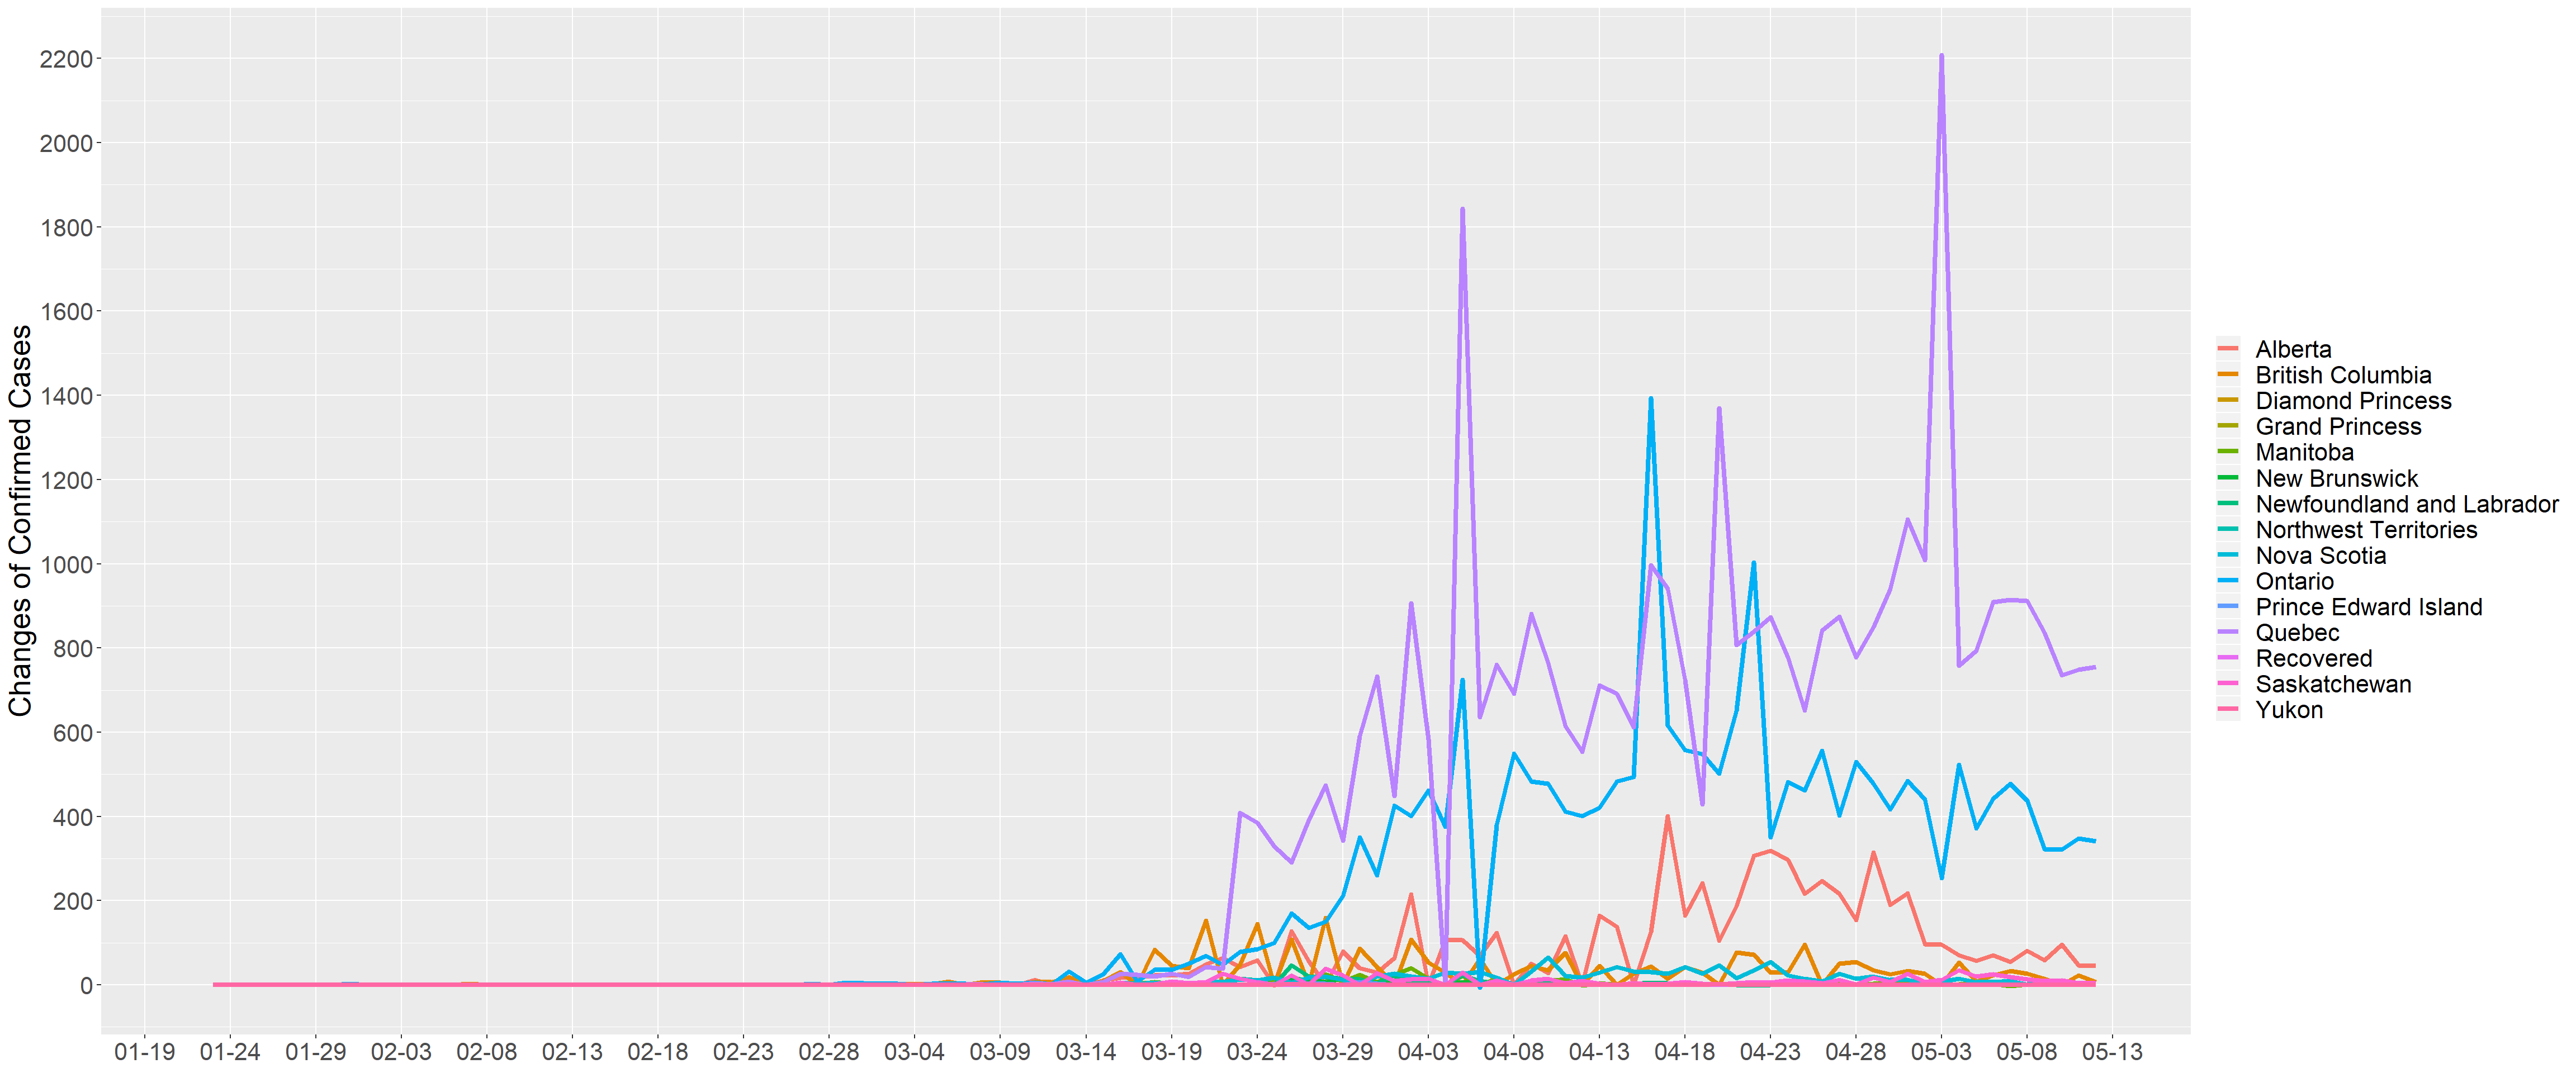 Changes of Confirmed Cases
2200
2000
1800
1600
1400
1200
1000
800
600
400
200
0
01-19 01-24 01-29 02-03 02-08 02-13 02-18 02-23 02-28 03-04 03-09 03-14 03-19 03-24 03-29 04-03 04-08 04-13 04-18 04-23 04-28 05-03 05-08 05-13
Alberta
British Columbia
Diamond Princess
Grand Princess
Manitoba
New Brunswick
Newfoundland and Labrador
Northwest Territories
Nova Scotia
Ontario
Prince Edward Island
Quebec
Recovered
Saskatchewan
Yukon